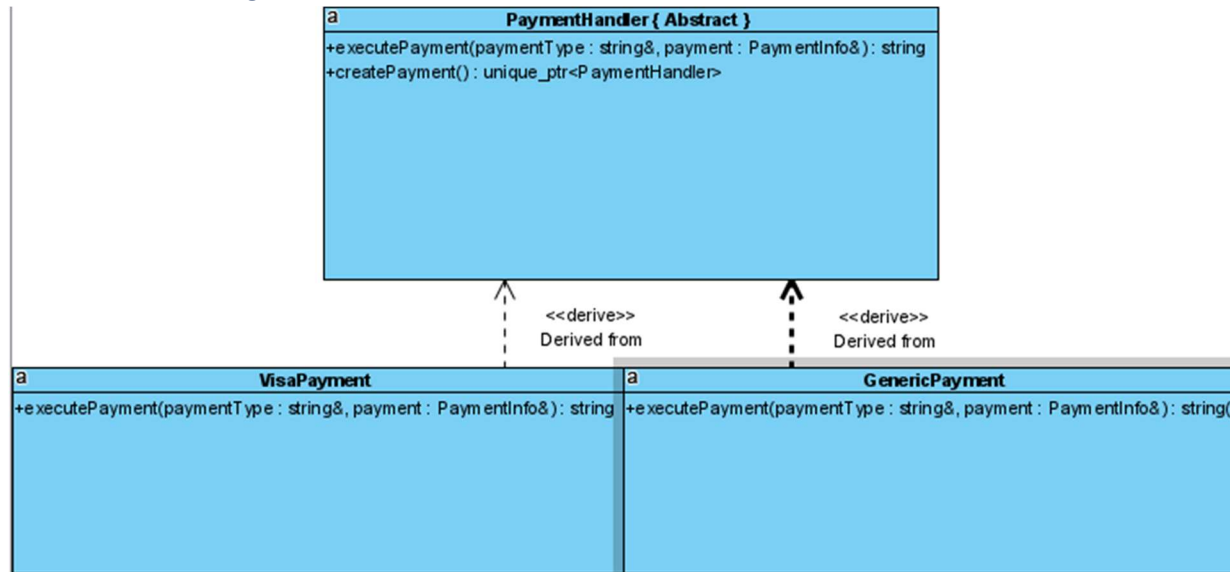 a
PaymentHandler { Abstract }
+executePayment(paymentType : string&, payment : PaymentInfo&) : string
+createPayment() : unique_ptr<PaymentHandler>
<<derive>>
Derived from
<<derive>>
Derived from
a
VisaPayment
+executePayment(paymentType : string&, payment : PaymentInfo&) : string
a
GenericPayment
+executePayment(paymentType : string&, payment : PaymentInfo&) : string(